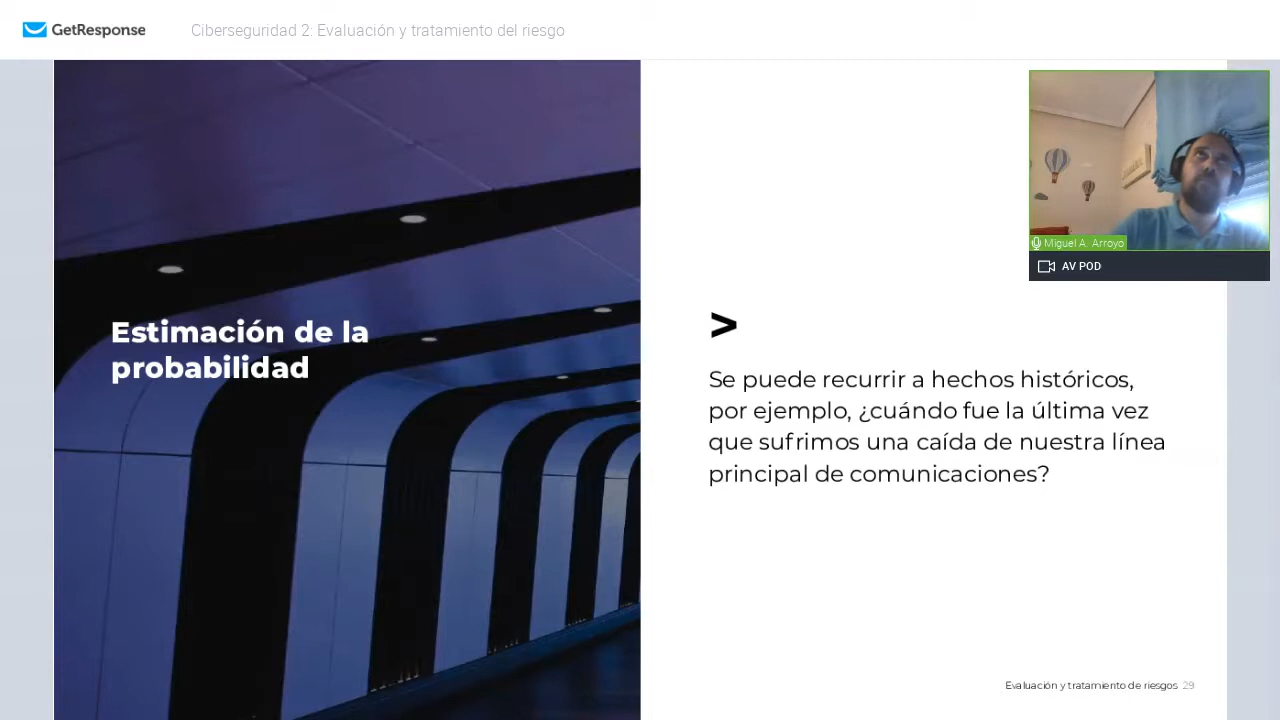 GetResponse
Ciberseguridad 2: Evaluación y tratamiento del riesgo
Miguel A. Arroyo
AV POD
Estimación de la
probabilidad
>
Se puede recurrir a hechos históricos,
por ejemplo, ¿cuándo fue la última vez
que sufrimos una caída de nuestra línea
principal de comunicaciones?
Evaluación y tratamiento de riesgos 29